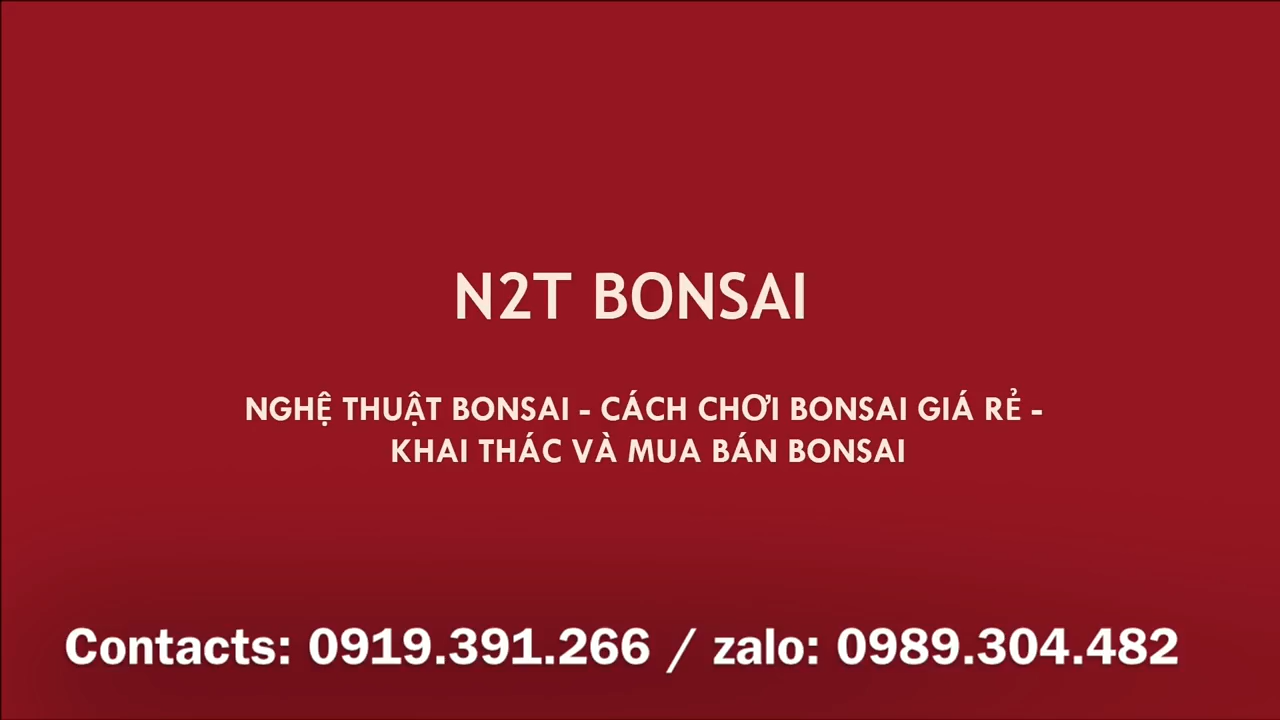 N2T BONSAI
NGHỆ THUẬT BONSAI - CÁCH CHƠI BONSAI GIÁ RẺ -
KHAI THÁC VÀ MUA BÁN BONSAI
Contacts: 0919.391.266 / zalo: 0989.304.482